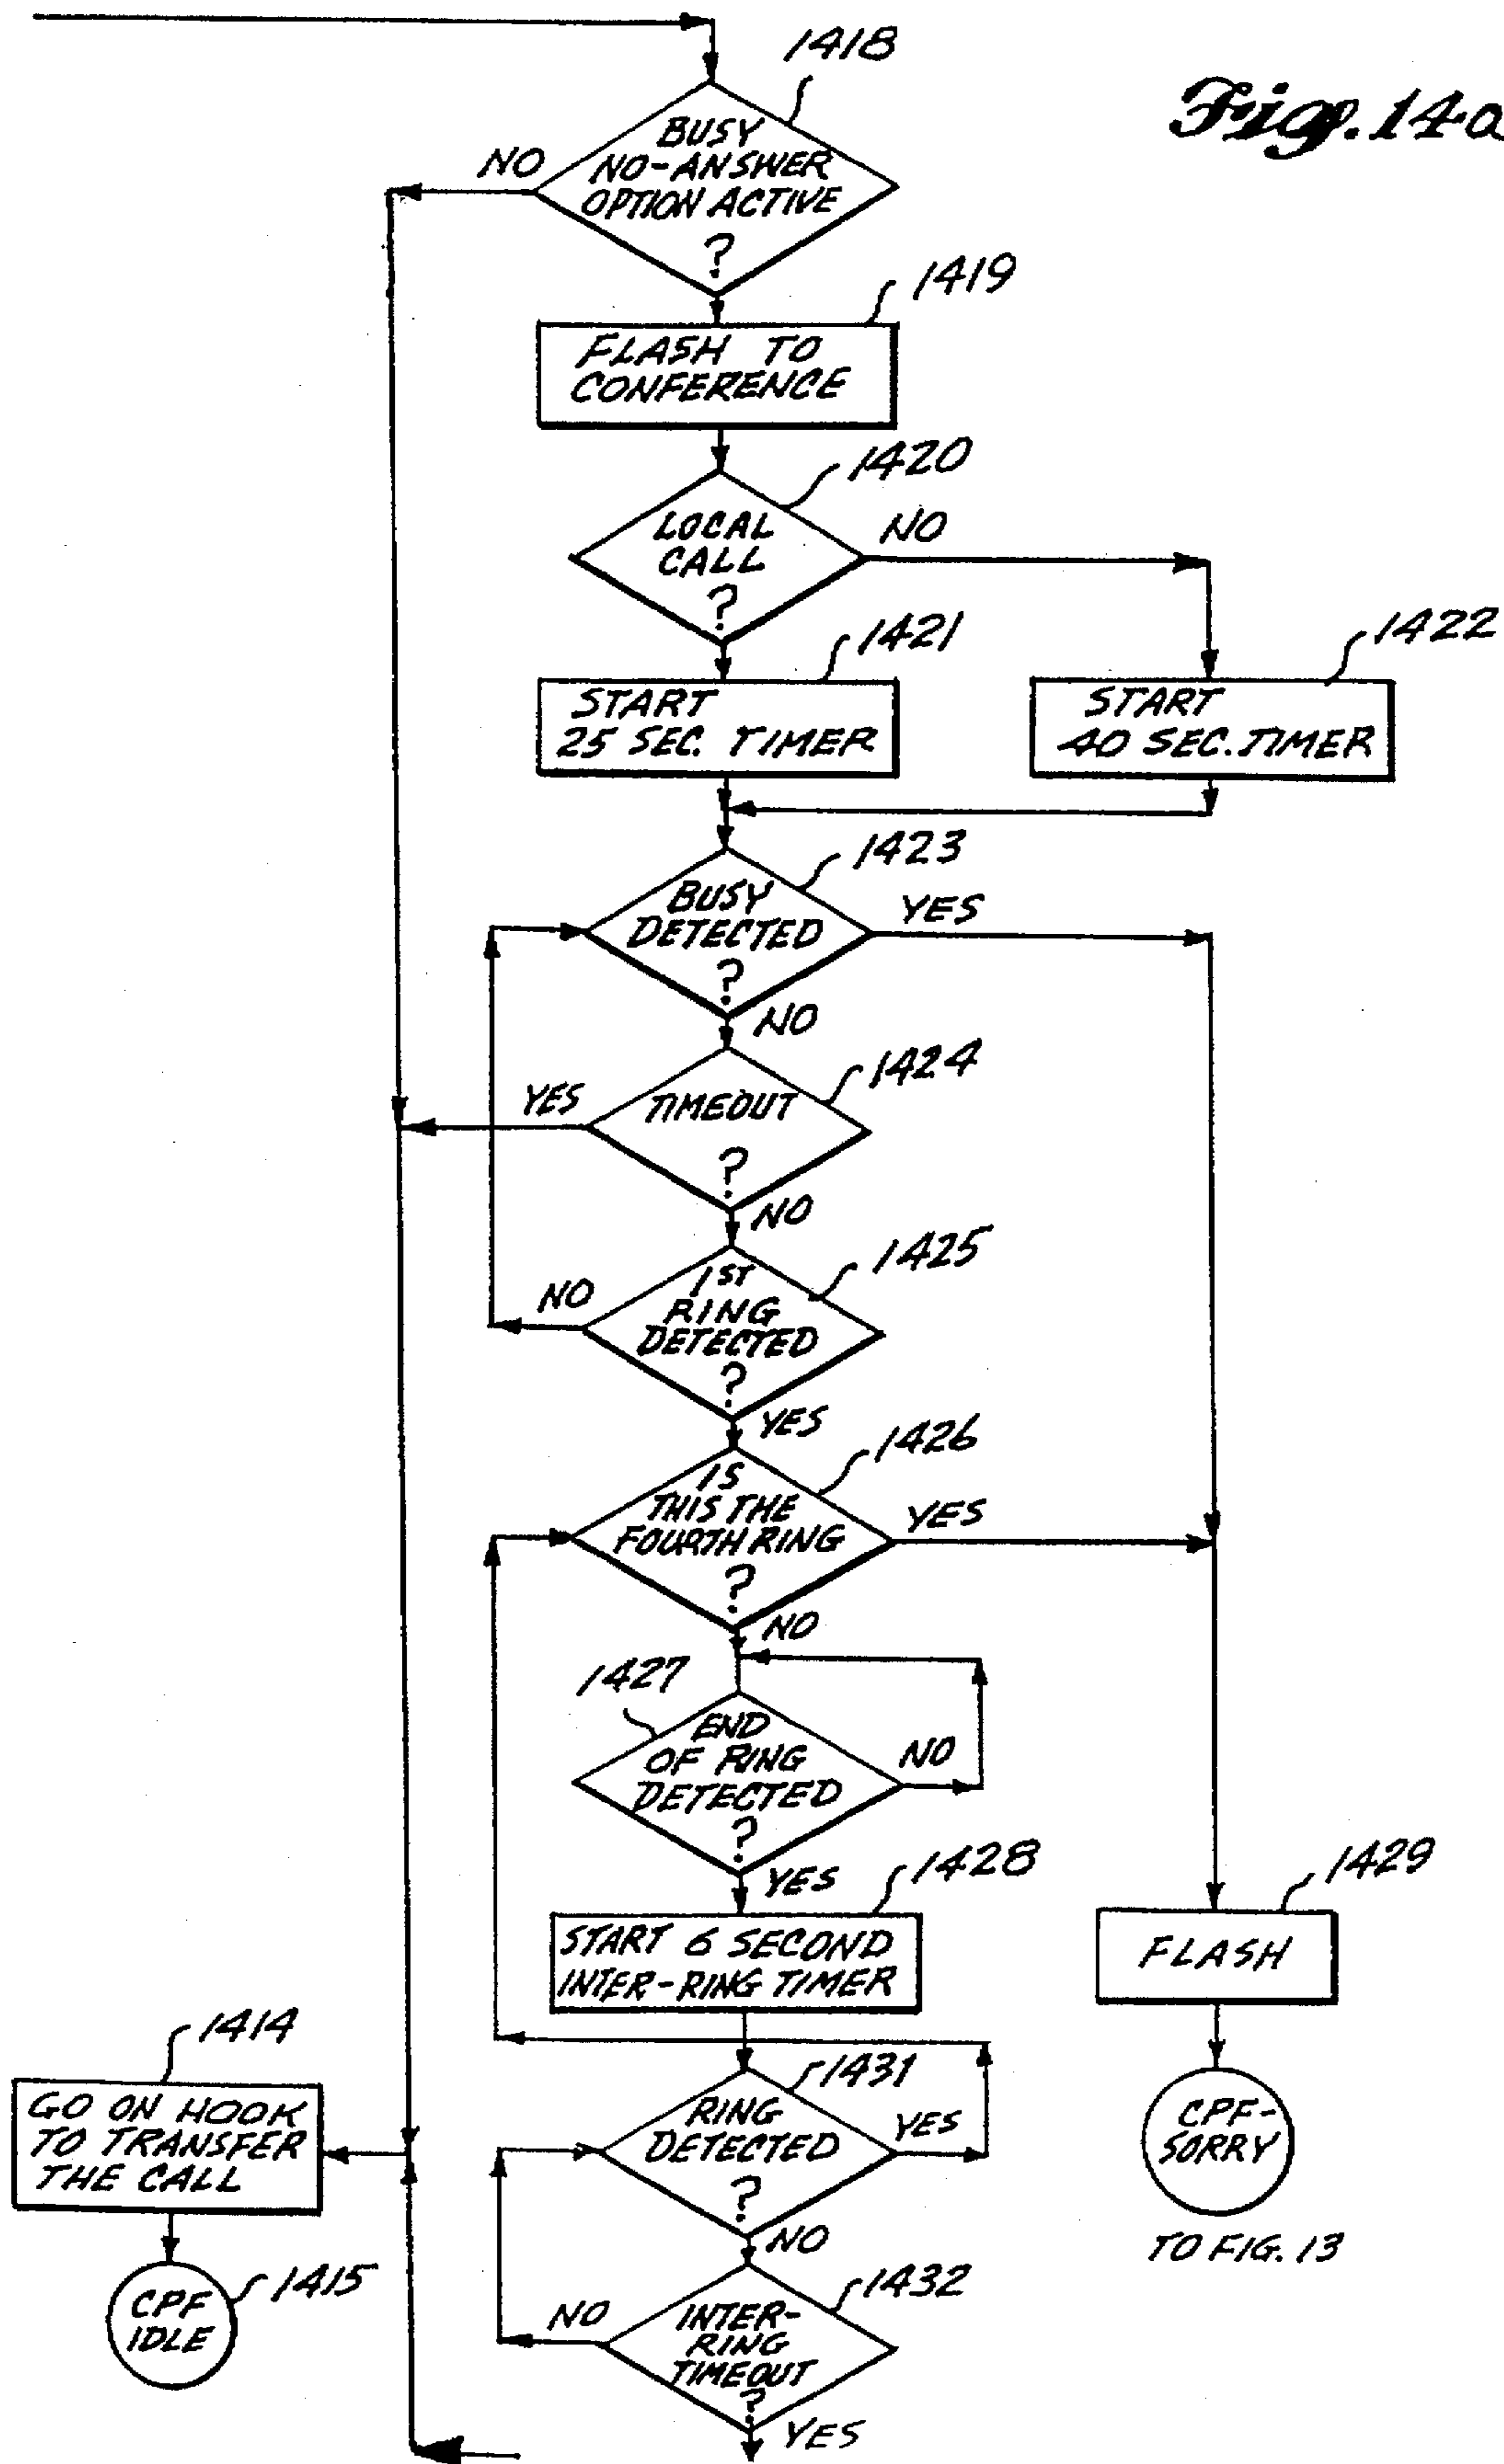 Fig. 14a
1418
BUSY
NO-ANSWER
OPTION ACTIVE
?
NO
1419
FLASH TO
CONFERENCE
1420
LOCAL
CALL
?
NO
1421
START
25 SEC. TIMER
1422
START
40 SEC. TIMER
1423
BUSY
DETECTED
?
YES
NO
1424
TIMEOUT
?
YES
NO
1425
1ST
RING
DETECTED
?
NO
YES
1426
IS
THIS THE
FOURTH RING
?
YES
NO
1427
END
OF RING
DETECTED
?
NO
YES
1428
START 6 SECOND
INTER-RING TIMER
1429
FLASH
1414
GO ON HOOK
TO TRANSFER
THE CALL
1431
RING
DETECTED
?
YES
NO
CPF-
SORRY
TO FIG. 13
1415
CPF
IDLE
1432
INTER-
RING
TIMEOUT
?
NO
YES